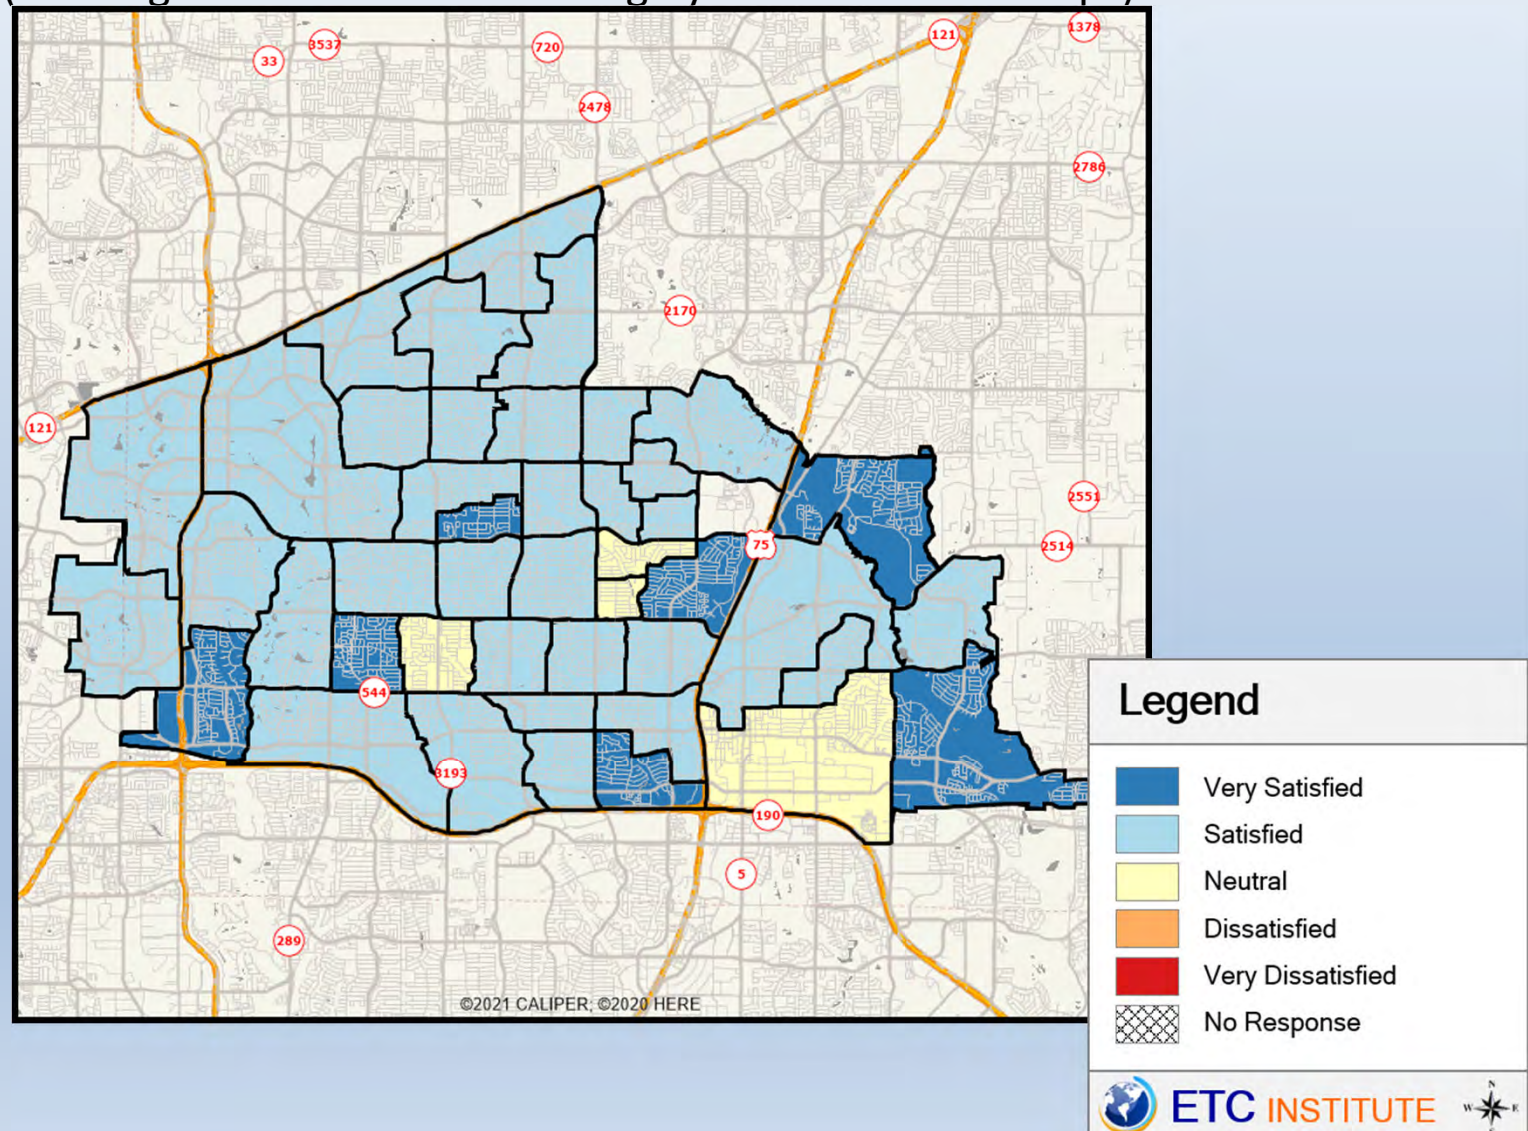 121
1378
3537
33
720
2478
2786
2170
121
2551
75
2514
544
3193
190
5
289
©2021 CALIPER; ©2020 HERE
Legend
Very Satisfied
Satisfied
Neutral
Dissatisfied
Very Dissatisfied
No Response
ETC INSTITUTE
N
W E